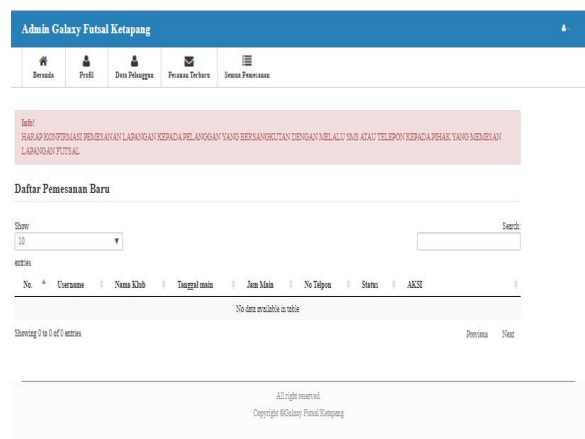 Admin Galaxy Futsal Ketapang
Beranda Profil Data Pelanggan Pesanan Terbaru Semua Pemesanan
Info!
HARAP KONFIRMASI PEMESANAN LAPANGAN KEPADA PELANGGAN YANG BERSANGKUTAN DENGAN MELALU SMS ATAU TELEPON KEPADA PIHAK YANG MEMESAN
LAPANGAN FUTSAL
Daftar Pemesanan Baru
Show
10
entries
Search:
No. Username Nama Klub Tanggal main Jam Main No Telpon Status AKSI
No data available in table
Showing 0 to 0 of 0 entries
Previous Next
All right reserved.
Copyright ©Galaxy Futsal Ketapang